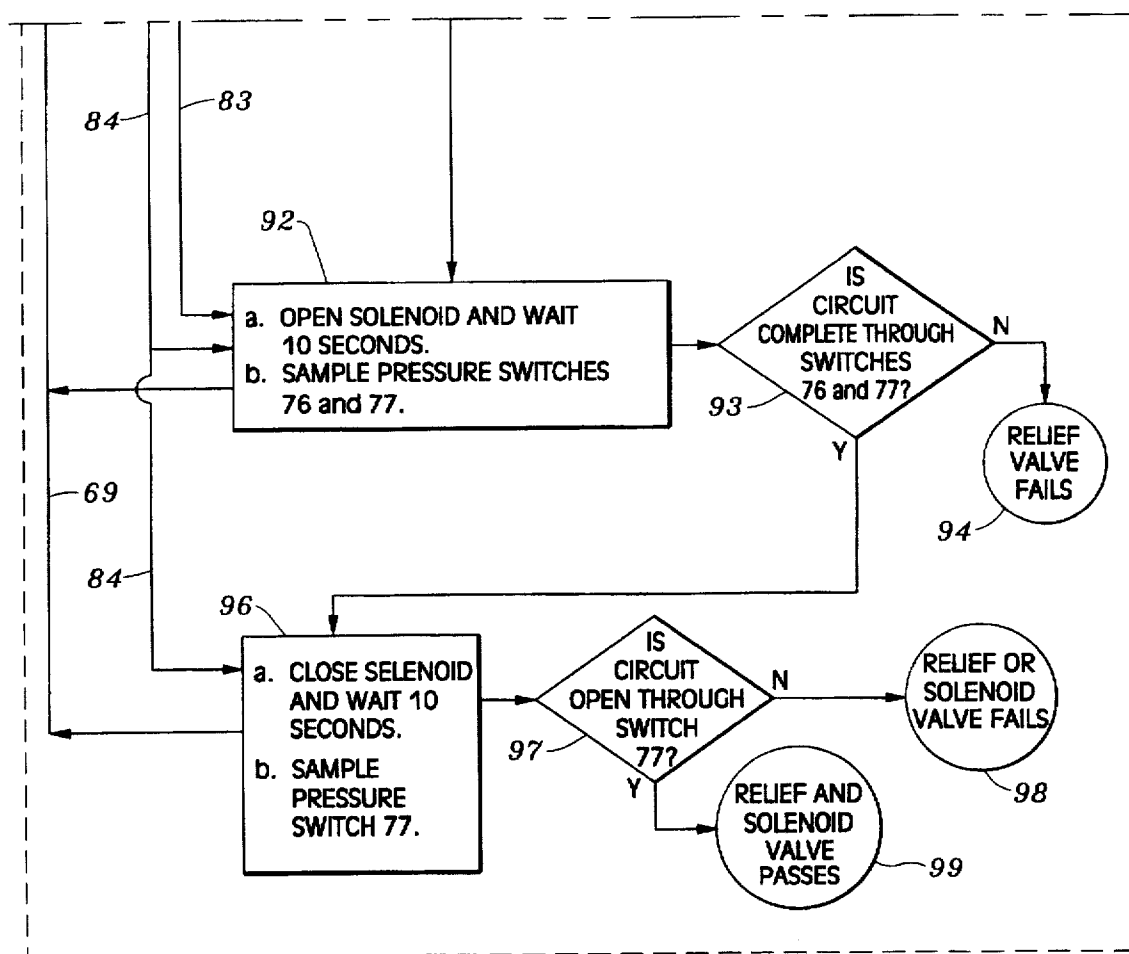 83
84
92
a. OPEN SOLENOID AND WAIT
10 SECONDS.
b. SAMPLE PRESSURE SWITCHES
76 and 77.
IS
CIRCUIT
COMPLETE THROUGH
SWITCHES
76 and 77?
N
93
Y
RELIEF
VALVE
FAILS
94
69
84
96
a. CLOSE SELENOID
AND WAIT 10
SECONDS.
b. SAMPLE
PRESSURE
SWITCH 77.
IS
CIRCUIT
OPEN THROUGH
SWITCH
77?
N
97
Y
RELIEF OR
SOLENOID
VALVE FAILS
98
RELIEF AND
SOLENOID
VALVE
PASSES
99